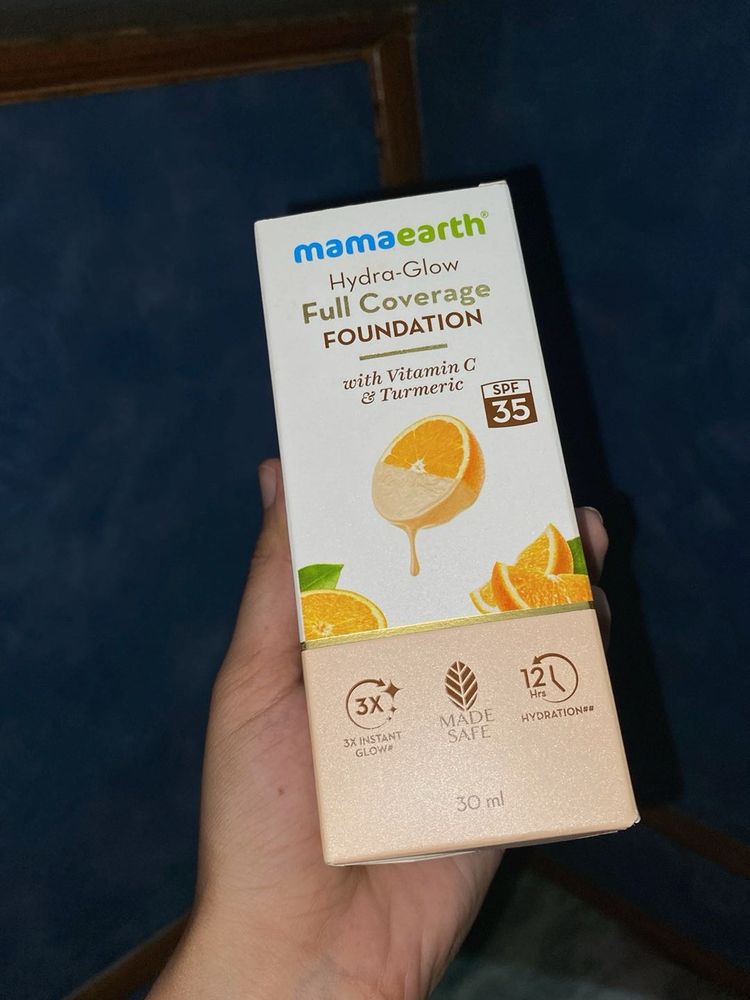 mamaearth®
Hydra-Glow
Full Coverage
FOUNDATION
with Vitamin C
& Turmeric
SPF
35
3X
3X INSTANT
GLOW#
MADE
SAFE
12
Hrs
HYDRATION##
30 ml